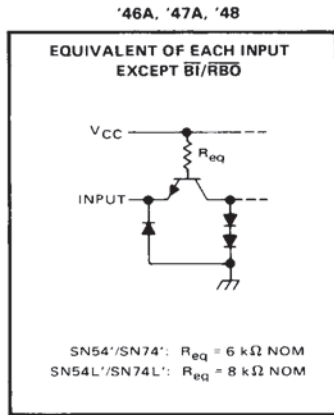 '46A, '47A, '48
EQUIVALENT OF EACH INPUT
EXCEPT BI/RBO
VCC
Req
INPUT
SN54'/SN74': Req = 6 kΩ NOM
SN54L'/SN74L': Req = 8 kΩ NOM